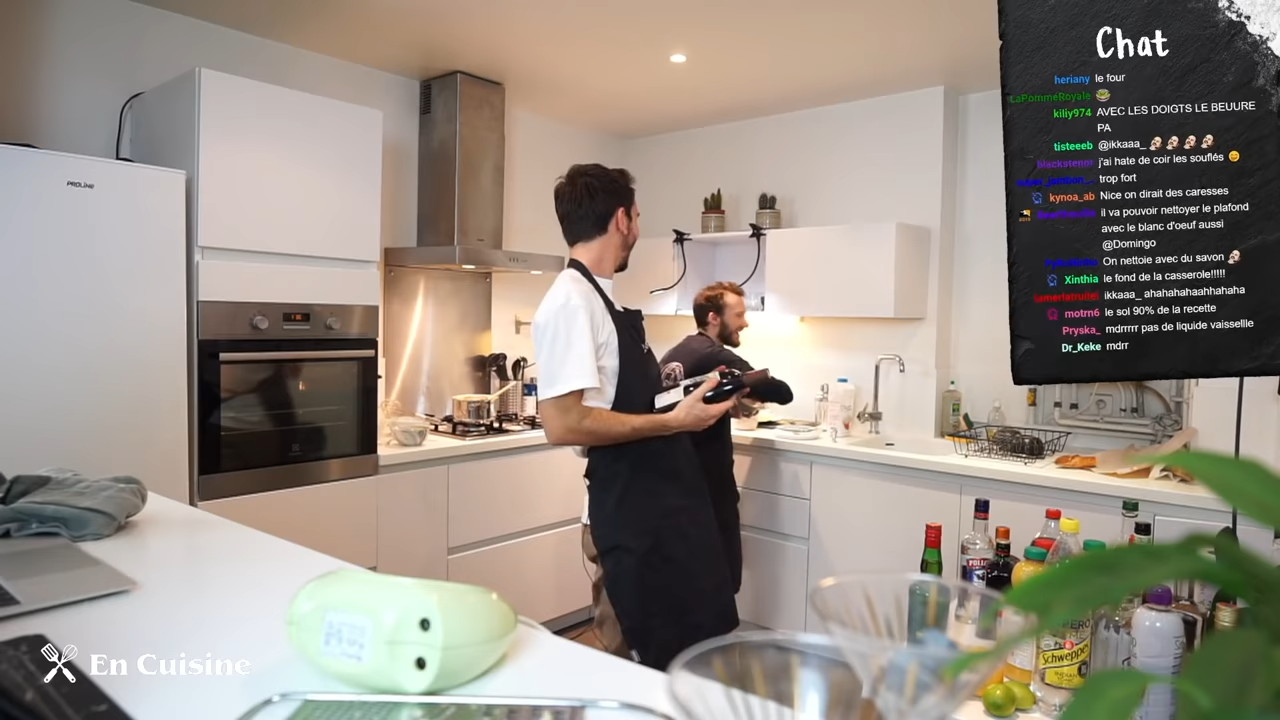 Chat
heriany le four
LaPommeRoyale
kiliy974 AVEC LES DOIGTS LE BEUURE
PA
tisteeeb @ikkaaa_
blackstenor j'ai hate de coir les souflés
trop fort
kynoa_ab Nice on dirait des caresses
il va pouvoir nettoyer le plafond
avec le blanc d'oeuf aussi
@Domingo
On nettoie avec du savon
Xinthia le fond de la casserole!!!!!
ikkaaa_ ahahahahaahhahaha
motrn6 le sol 90% de la recette
Pryska_ mdrrrrr pas de liquide vaissellle
Dr_Keke mdrr
PROLINE
Schweppes
En Cuisine